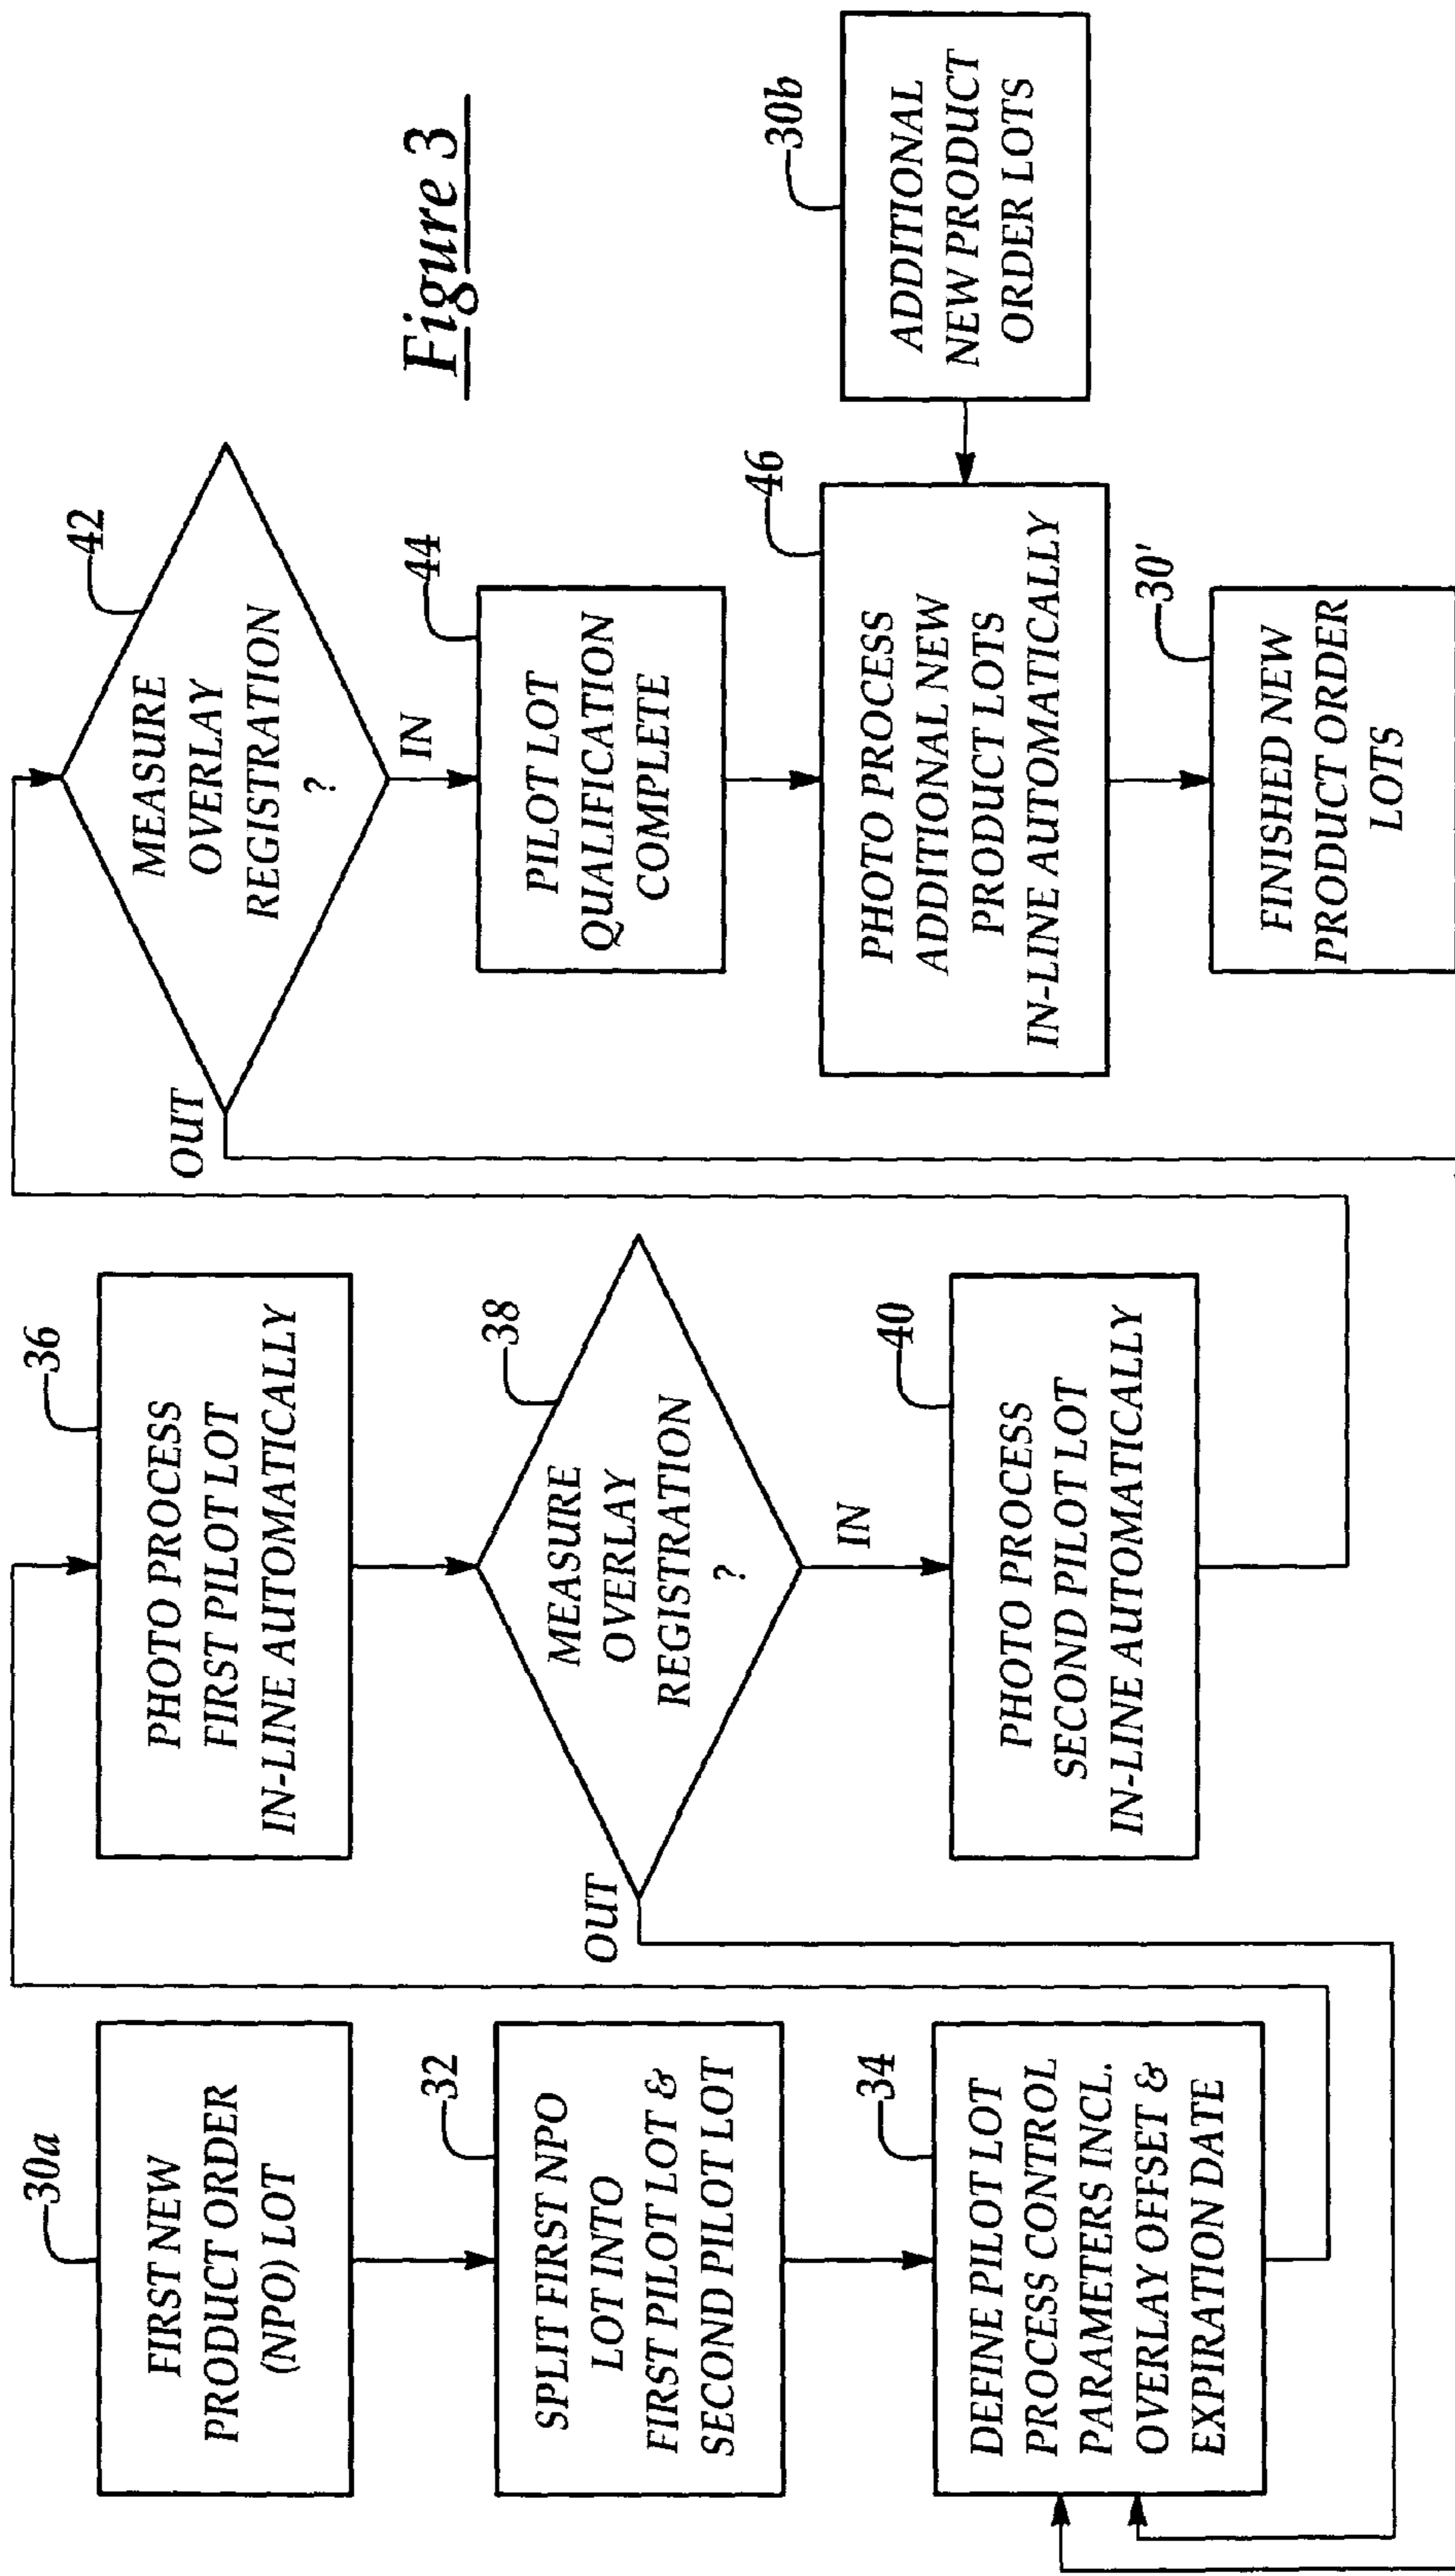 30a
FIRST NEW
PRODUCT ORDER
(NPO) LOT
32
SPLIT FIRST NPO
LOT INTO
FIRST PILOT LOT &
SECOND PILOT LOT
34
DEFINE PILOT LOT
PROCESS CONTROL
PARAMETERS INCL.
OVERLAY OFFSET &
EXPIRATION DATE
36
PHOTO PROCESS
FIRST PILOT LOT
IN-LINE AUTOMATICALLY
38
MEASURE
OVERLAY
REGISTRATION
?
OUT
IN
40
PHOTO PROCESS
SECOND PILOT LOT
IN-LINE AUTOMATICALLY
42
MEASURE
OVERLAY
REGISTRATION
?
OUT
IN
44
PILOT LOT
QUALIFICATION
COMPLETE
46
PHOTO PROCESS
ADDITIONAL NEW
PRODUCT LOTS
IN-LINE AUTOMATICALLY
30'
FINISHED NEW
PRODUCT ORDER
LOTS
Figure 3
30b
ADDITIONAL
NEW PRODUCT
ORDER LOTS